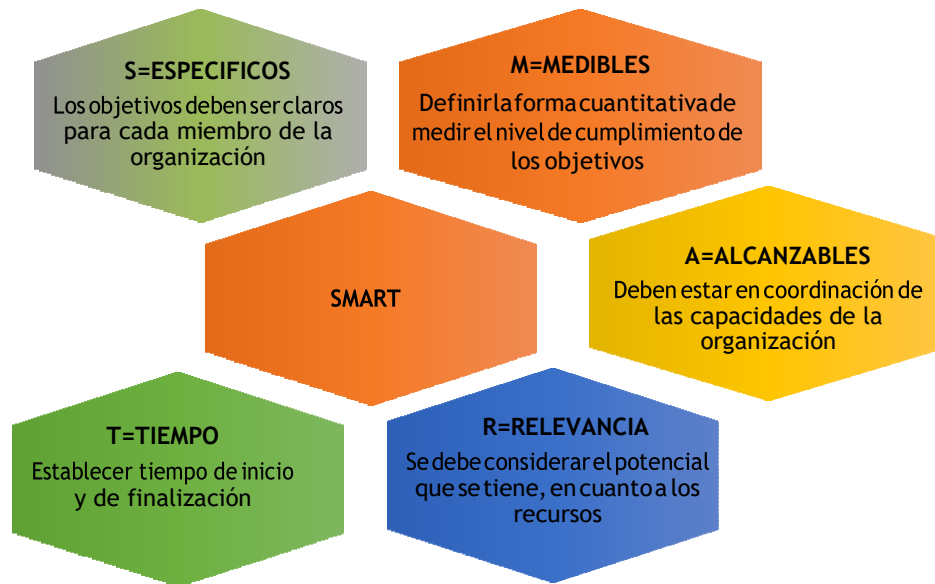 S=ESPECIFICOS
Los objetivos deben ser claros
para cada miembro de la
organización
M=MEDIBLES
Definir la forma cuantitativa de
medir el nivel de cumplimiento de
los objetivos
SMART
A=ALCANZABLES
Deben estar en coordinación de
las capacidades de la
organización
T=TIEMPO
Establecer tiempo de inicio
y de finalización
R=RELEVANCIA
Se debe considerar el potencial
que se tiene, en cuanto a los
recursos